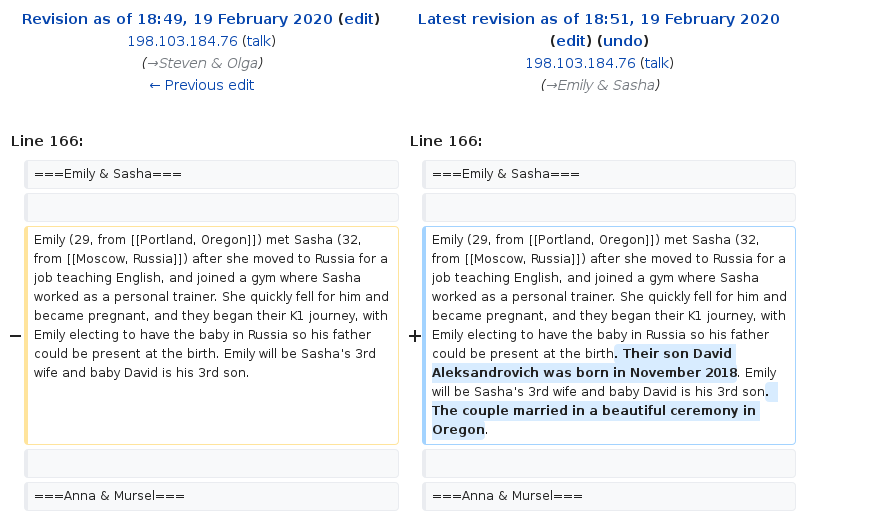 Revision as of 18:49, 19 February 2020 (edit)
198.103.184.76 (talk)
(→Steven & Olga)
← Previous edit
Latest revision as of 18:51, 19 February 2020
(edit) (undo)
198.103.184.76 (talk)
(→Emily & Sasha)
Line 166:
Line 166:
===Emily & Sasha===
===Emily & Sasha===
−
Emily (29, from [[Portland, Oregon]]) met Sasha (32,
from [[Moscow, Russia]]) after she moved to Russia for a
job teaching English, and joined a gym where Sasha
worked as a personal trainer. She quickly fell for him and
became pregnant, and they began their K1 journey, with
Emily electing to have the baby in Russia so his father
could be present at the birth. Emily will be Sasha's 3rd
wife and baby David is his 3rd son.
+
Emily (29, from [[Portland, Oregon]]) met Sasha (32,
from [[Moscow, Russia]]) after she moved to Russia for a
job teaching English, and joined a gym where Sasha
worked as a personal trainer. She quickly fell for him and
became pregnant, and they began their K1 journey, with
Emily electing to have the baby in Russia so his father
could be present at the birth. Their son David
Aleksandrovich was born in November 2018. Emily
will be Sasha's 3rd wife and baby David is his 3rd son.
The couple married in a beautiful ceremony in
Oregon.
===Anna & Mursel===
===Anna & Mursel===